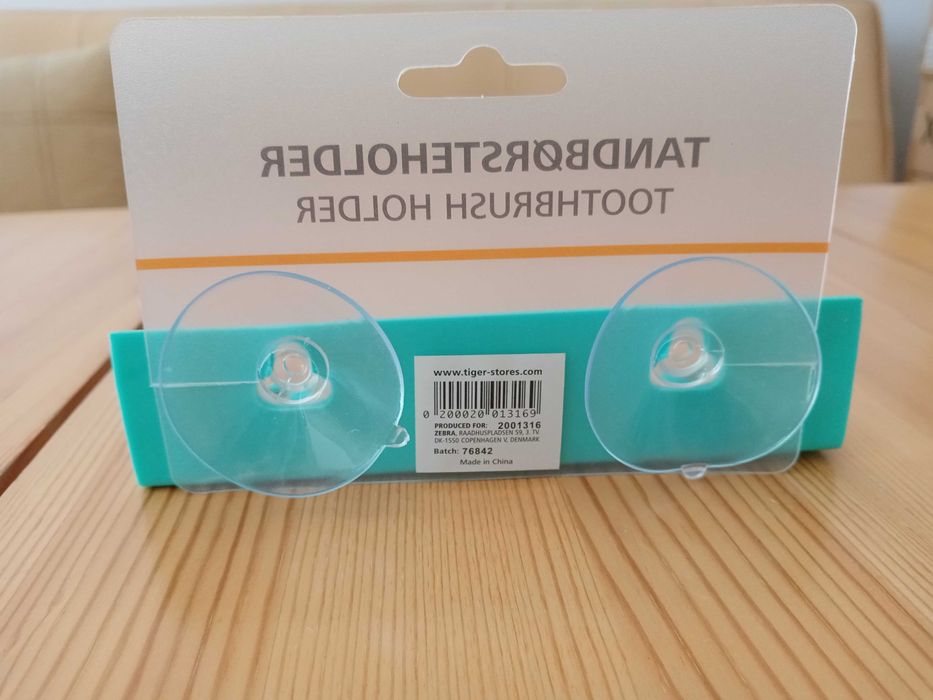 TANDBØRSTEHOLDER
TOOTHBRUSH HOLDER
www.tiger-stores.com
0 200020 013169
PRODUCED FOR: 2001316
ZEBRA, RAADHUSPLADSEN 59, 3. TV.
DK-1550 COPENHAGEN V, DENMARK
Batch: 76842
Made in China